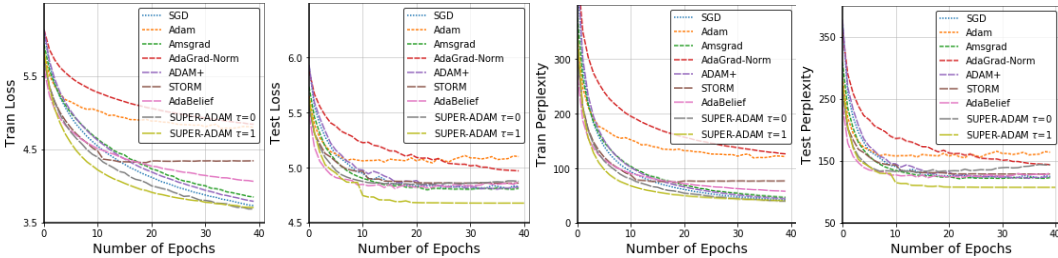 Train Loss
5.5
4.5
3.5
0 10 20 30 40
Number of Epochs
SGD
Adam
Amsgrad
AdaGrad-Norm
ADAM+
STORM
AdaBelief
SUPER-ADAM τ=0
SUPER-ADAM τ=1
Test Loss
6.0
5.5
5.0
4.5
0 10 20 30 40
Number of Epochs
SGD
Adam
Amsgrad
AdaGrad-Norm
ADAM+
STORM
AdaBelief
SUPER-ADAM τ=0
SUPER-ADAM τ=1
Train Perplexity
300
200
100
0
0 10 20 30 40
Number of Epochs
SGD
Adam
Amsgrad
AdaGrad-Norm
ADAM+
STORM
AdaBelief
SUPER-ADAM τ=0
SUPER-ADAM τ=1
Test Perplexity
350
250
150
50
0 10 20 30 40
Number of Epochs
SGD
Adam
Amsgrad
AdaGrad-Norm
ADAM+
STORM
AdaBelief
SUPER-ADAM τ=0
SUPER-ADAM τ=1